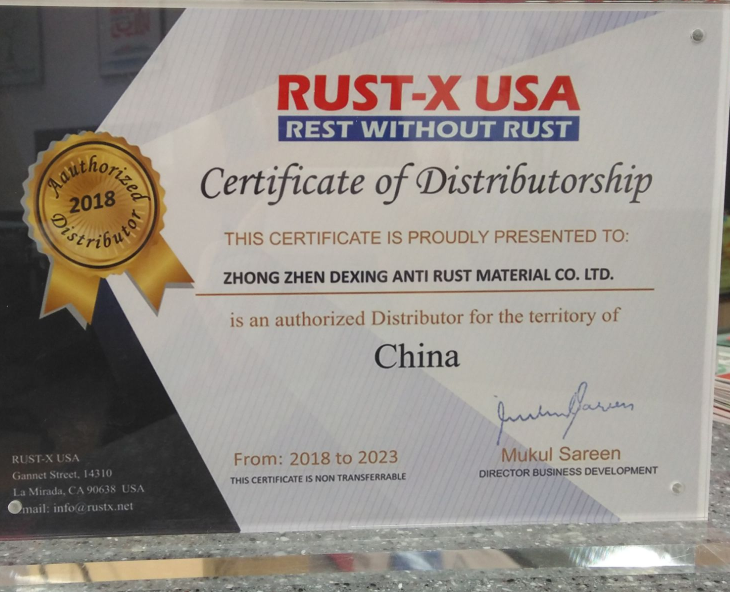 RUST-X USA
REST WITHOUT RUST
Certificate of Distributorship
Aauthorized
2018
Distributor
THIS CERTIFICATE IS PROUDLY PRESENTED TO:
ZHONG ZHEN DEXING ANTI RUST MATERIAL CO. LTD.
is an authorized Distributor for the territory of
China
From: 2018 to 2023
THIS CERTIFICATE IS NON TRANSFERRABLE
Mukul Sareen
DIRECTOR BUSINESS DEVELOPMENT
RUST-X USA
Gannet Street, 14310
La Mirada, CA 90638 USA
mail: info@rustx.net